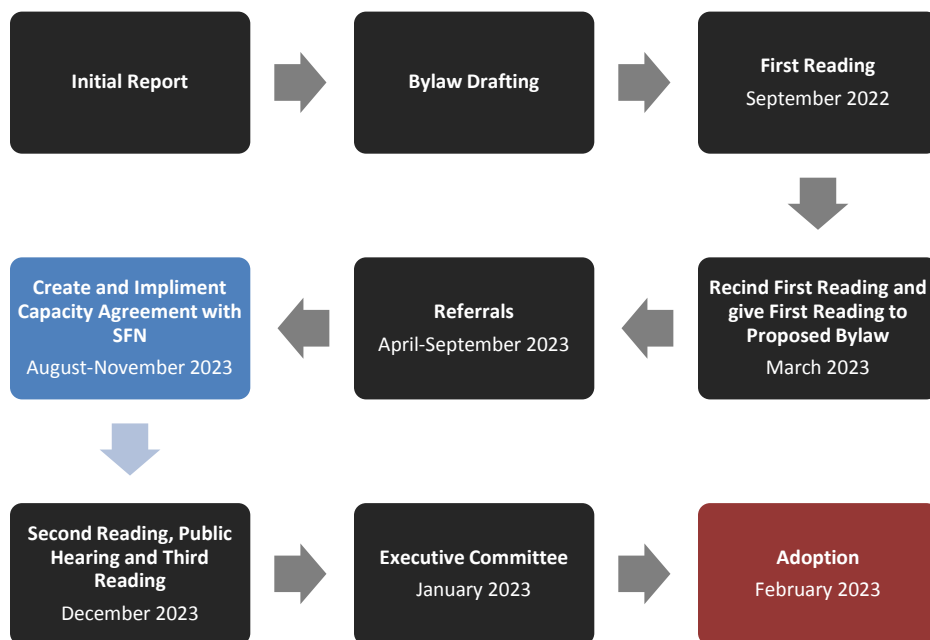 Initial Report
Bylaw Drafting
First Reading
September 2022
Recind First Reading and
give First Reading to
Proposed Bylaw
March 2023
Referrals
April-September 2023
Create and Impliment
Capacity Agreement with
SFN
August-November 2023
Second Reading, Public
Hearing and Third
Reading
December 2023
Executive Committee
January 2023
Adoption
February 2023